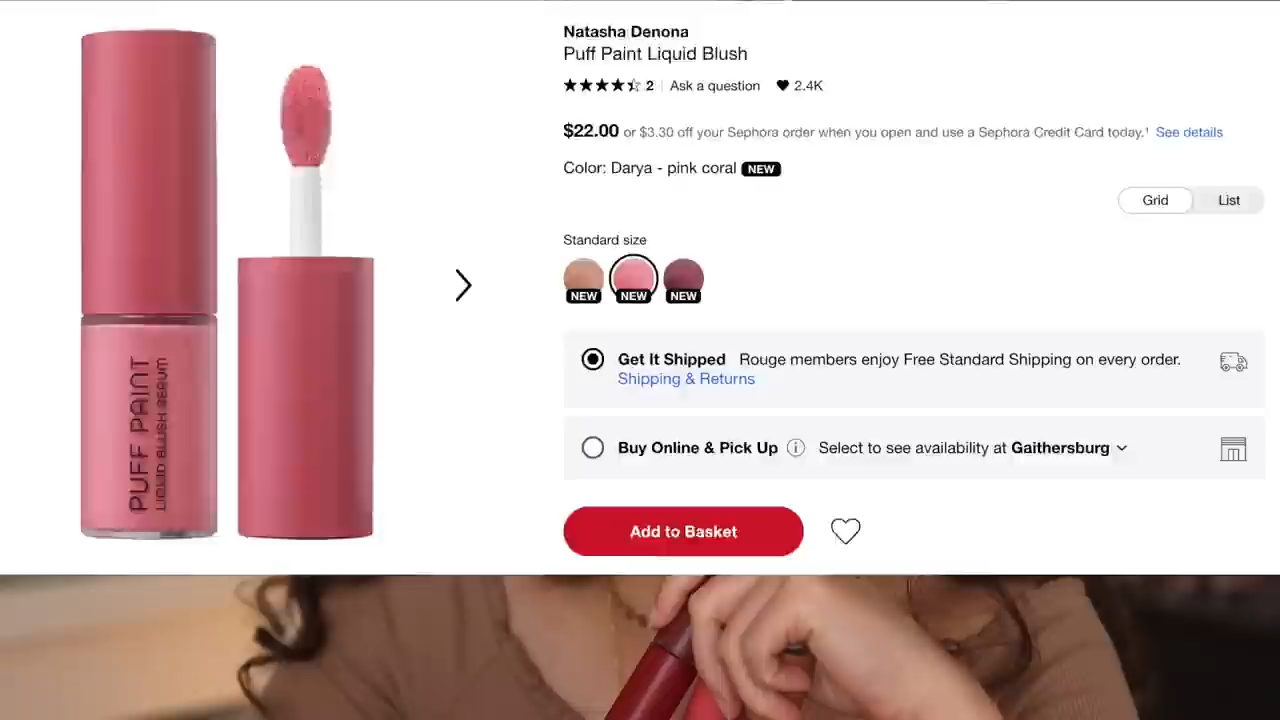 Natasha Denona
Puff Paint Liquid Blush
2 Ask a question 2.4K
$22.00 or $3.30 off your Sephora order when you open and use a Sephora Credit Card today.¹ See details
Color: Darya - pink coral NEW
Grid List
Standard size
NEW NEW NEW
Get It Shipped Rouge members enjoy Free Standard Shipping on every order.
Shipping & Returns
Buy Online & Pick Up Select to see availability at Gaithersburg
Add to Basket
PUFF PAINT
LIQUID BLUSH SERUM